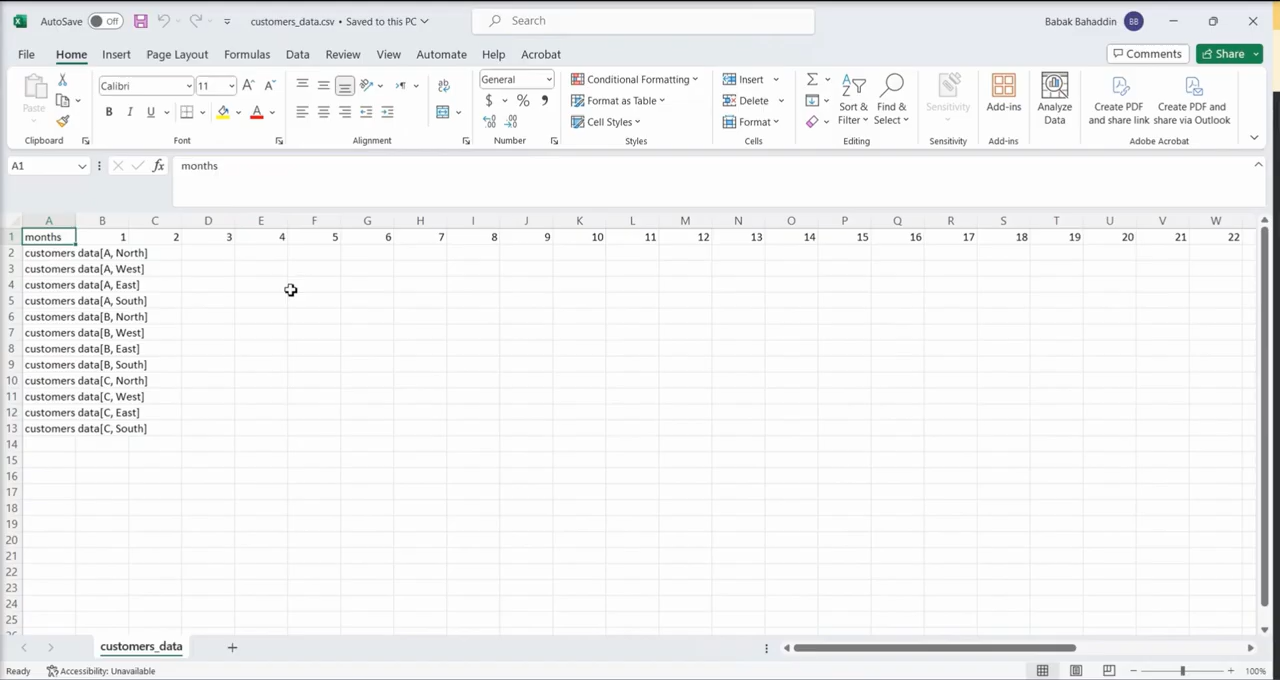 AutoSave Off customers_data.csv • Saved to this PC Search Babak Bahaddin BB
File Home Insert Page Layout Formulas Data Review View Automate Help Acrobat Comments Share
Paste
Clipboard
Calibri 11
B I U
Font
Alignment
General
$ % 9
Number
Conditional Formatting
Format as Table
Cell Styles
Styles
Insert
Delete
Format
Cells
Sort & Filter
Find & Select
Editing
Sensitivity
Sensitivity
Add-ins
Add-ins
Analyze Data
Create PDF and share link
Create PDF and share via Outlook
Adobe Acrobat
A1 fx months
A B C D E F G H I J K L M N O P Q R S T U V W
1 months 1 2 3 4 5 6 7 8 9 10 11 12 13 14 15 16 17 18 19 20 21 22
2 customers data[A, North]
3 customers data[A, West]
4 customers data[A, East]
5 customers data[A, South]
6 customers data[B, North]
7 customers data[B, West]
8 customers data[B, East]
9 customers data[B, South]
10 customers data[C, North]
11 customers data[C, West]
12 customers data[C, East]
13 customers data[C, South]
14
15
16
17
18
19
20
21
22
23
24
25
customers_data
Ready Accessibility: Unavailable 100%